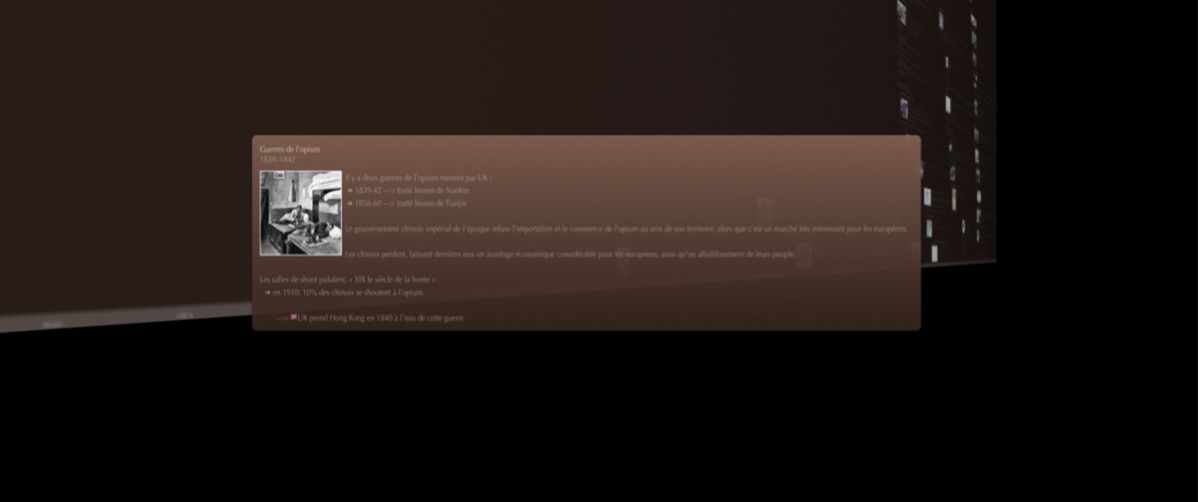 Guerres de l'opium
1839-1842
Il y a deux guerres de l'opium menées par UK :
❧ 1839-42 —> traité léonin de Nankin
❧ 1856-60 —> traité léonin de Tianjin
Le gouvernement chinois impérial de l'époque refuse l'importation et le commerce de l'opium au sein de son territoire, alors que c'est un marché très interessant pour les européens.
Les chinois perdent, laissant derrières eux un avantage économique considérable pour les européens, ainsi qu'un affaiblissement de leurs peuple.
Les salles de shoot pululent, « XIX le siècle de la honte »
❧ en 1910, 10% des chinois se shootent à l'opium.
—> 🇬🇧UK prend Hong Kong en 1840 à l'issu de cette guerre